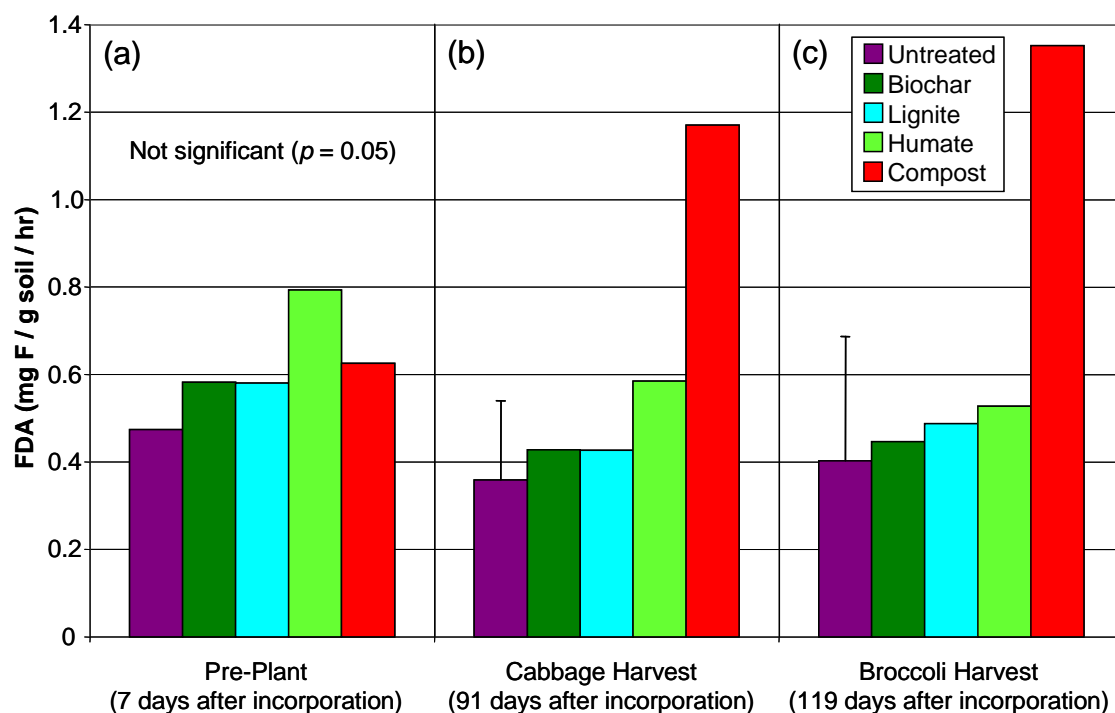 FDA (mg F / g soil / hr)
1.4
1.2
1.0
0.8
0.6
0.4
0.2
0
(a)
Not significant (p = 0.05)
(b)
(c)
Untreated
Biochar
Lignite
Humate
Compost
Pre-Plant
(7 days after incorporation)
Cabbage Harvest
(91 days after incorporation)
Broccoli Harvest
(119 days after incorporation)